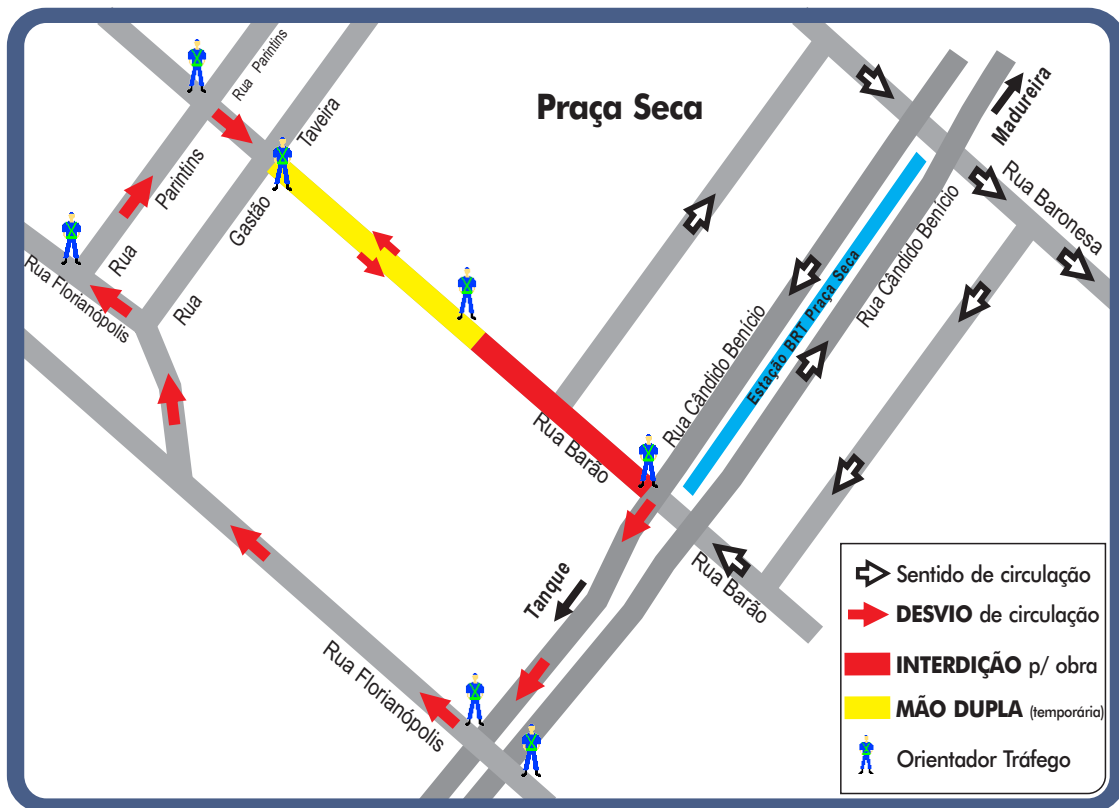 Praça Seca
Rua Parintins
Taveira
Gastão
Rua
Parintins
Rua
Rua Florianópolis
Madureira
Rua Baronesa
Rua Cândido Benício
Estação BRT Praça Seca
Rua Cândido Benício
Rua Barão
Rua Barão
Tanque
Rua Florianópolis
Sentido de circulação
DESVIO de circulação
INTERDIÇÃO p/ obra
MÃO DUPLA (temporária)
Orientador Tráfego